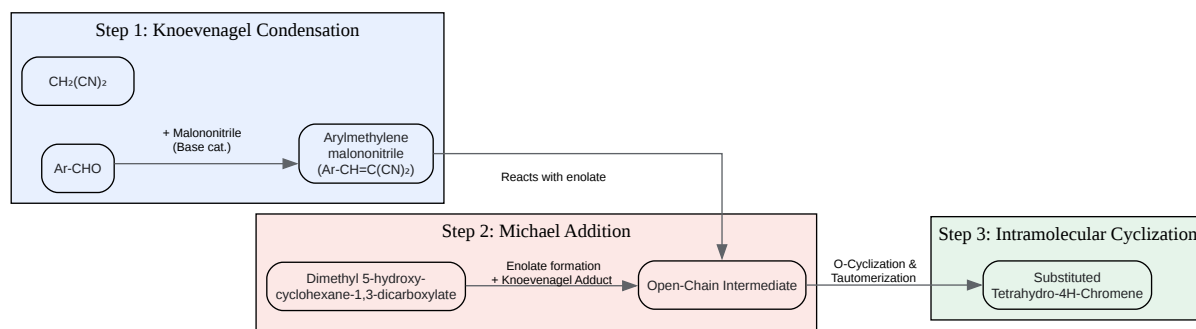 Step 1: Knoevenagel Condensation
CH₂(CN)₂
Ar-CHO
+ Malononitrile
(Base cat.)
Arylmethylene
malononitrile
(Ar-CH=C(CN)₂)
Reacts with enolate
Step 2: Michael Addition
Dimethyl 5-hydroxy-
cyclohexane-1,3-dicarboxylate
Enolate formation
+ Knoevenagel Adduct
Open-Chain Intermediate
O-Cyclization &
Tautomerization
Step 3: Intramolecular Cyclization
Substituted
Tetrahydro-4H-Chromene